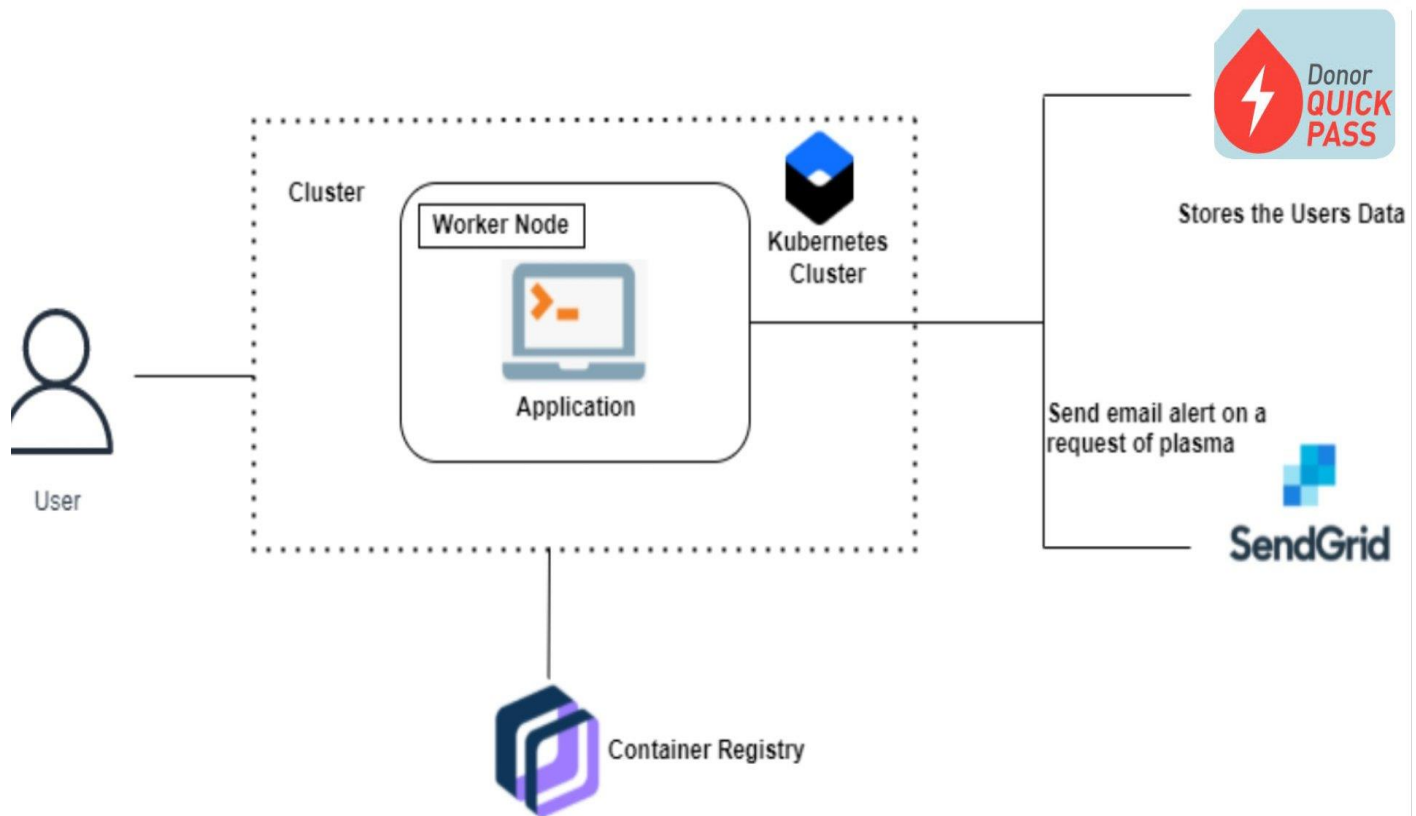 Donor
QUICK
PASS
Stores the Users Data
Cluster
Worker Node
Kubernetes
Cluster
Application
User
Send email alert on a
request of plasma
SendGrid
Container Registry